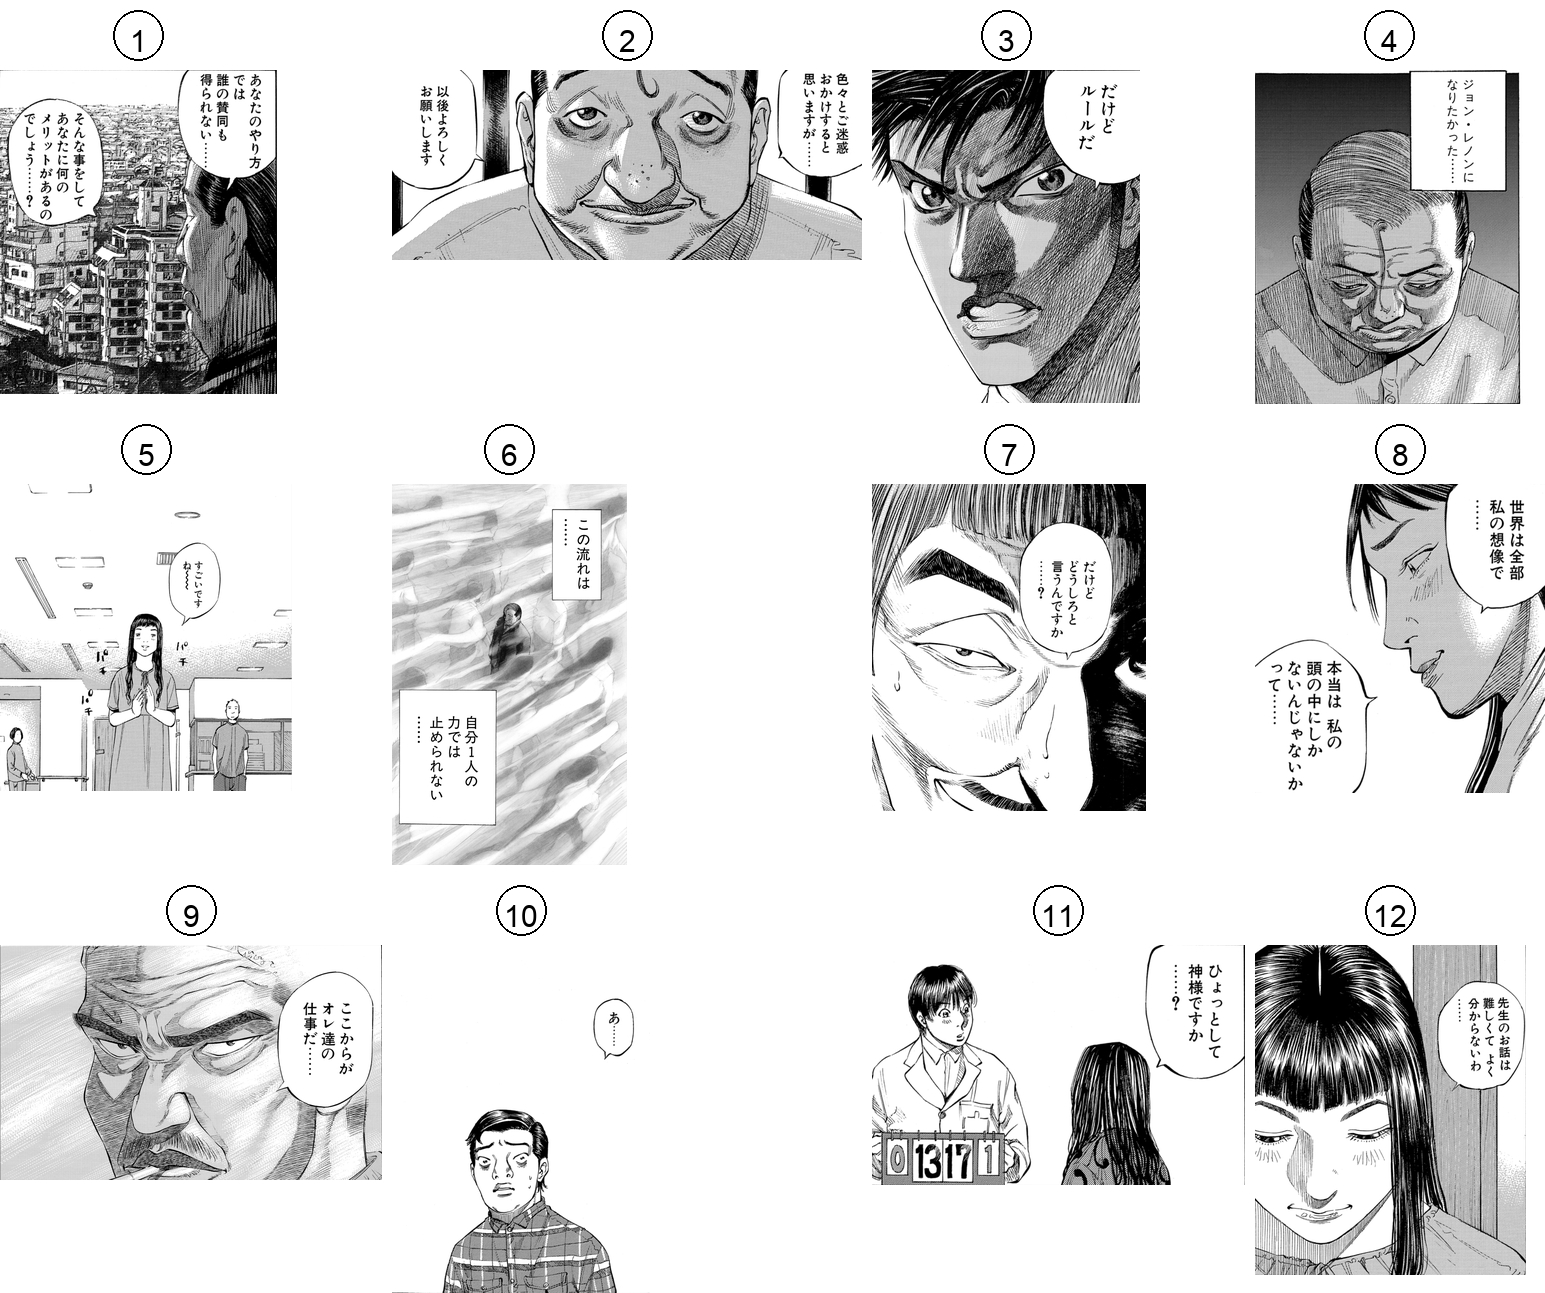 1
あなたのやり方
では
誰の賛同も
得られない……
そんな事をして
あなたに何の
メリットがあるの
でしょう……?
2
色々とご迷惑
おかけすると
思いますが……
以後よろしく
お願いします
3
だけど
ルールだ
4
ジョン・レノンに
なりたかった……
5
すごいです
ね~~~
パチ
パチ
パチ
6
この流れは
……
自分1人の
力では
止められない
……
7
だけど
どうしろと
言うんですか
……?
8
世界は全部
私の想像で
……
本当は 私の
頭の中にしか
ないんじゃないか
って……
9
ここからが
オレ達の
仕事だ……
10
あ……
11
ひょっとして
神様ですか
……?
0 13 17 1
12
先生のお話は
難しくて よく
分からないわ
……